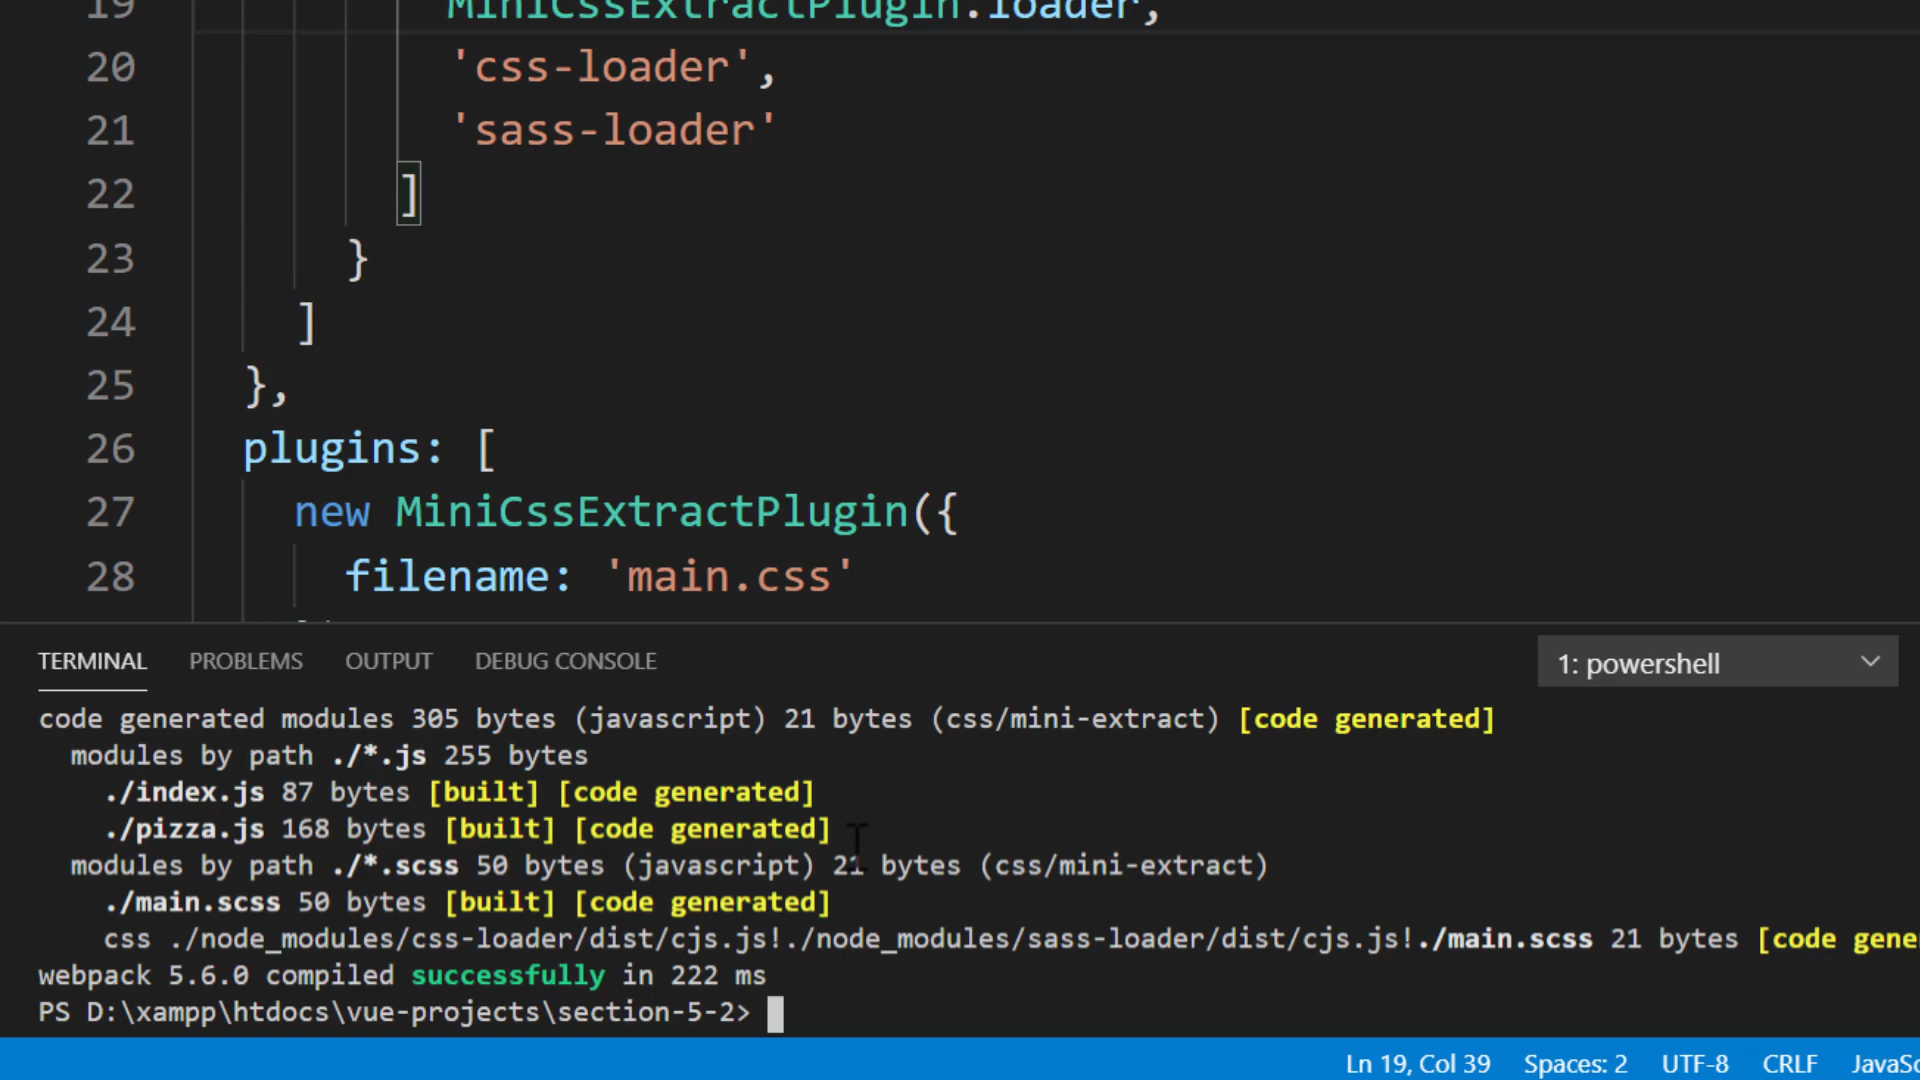 19 MiniCssExtractPlugin.loader,
20 'css-loader',
21 'sass-loader'
22 ]
23 }
24 ]
25 },
26 plugins: [
27 new MiniCssExtractPlugin({
28 filename: 'main.css'
TERMINAL PROBLEMS OUTPUT DEBUG CONSOLE 1: powershell
code generated modules 305 bytes (javascript) 21 bytes (css/mini-extract) [code generated]
modules by path ./*.js 255 bytes
./index.js 87 bytes [built] [code generated]
./pizza.js 168 bytes [built] [code generated]
modules by path ./*.scss 50 bytes (javascript) 21 bytes (css/mini-extract)
./main.scss 50 bytes [built] [code generated]
css ./node_modules/css-loader/dist/cjs.js!./node_modules/sass-loader/dist/cjs.js!./main.scss 21 bytes [code gene
webpack 5.6.0 compiled successfully in 222 ms
PS D:\xampp\htdocs\vue-projects\section-5-2>
Ln 19, Col 39 Spaces: 2 UTF-8 CRLF JavaSc